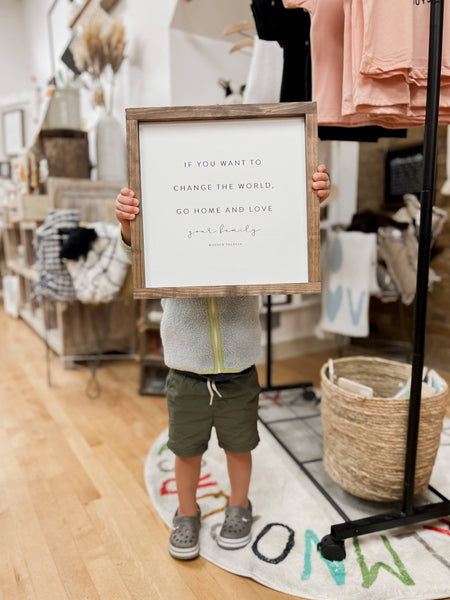 IF YOU WANT TO
CHANGE THE WORLD,
GO HOME AND LOVE
your family
MOTHER TERESA